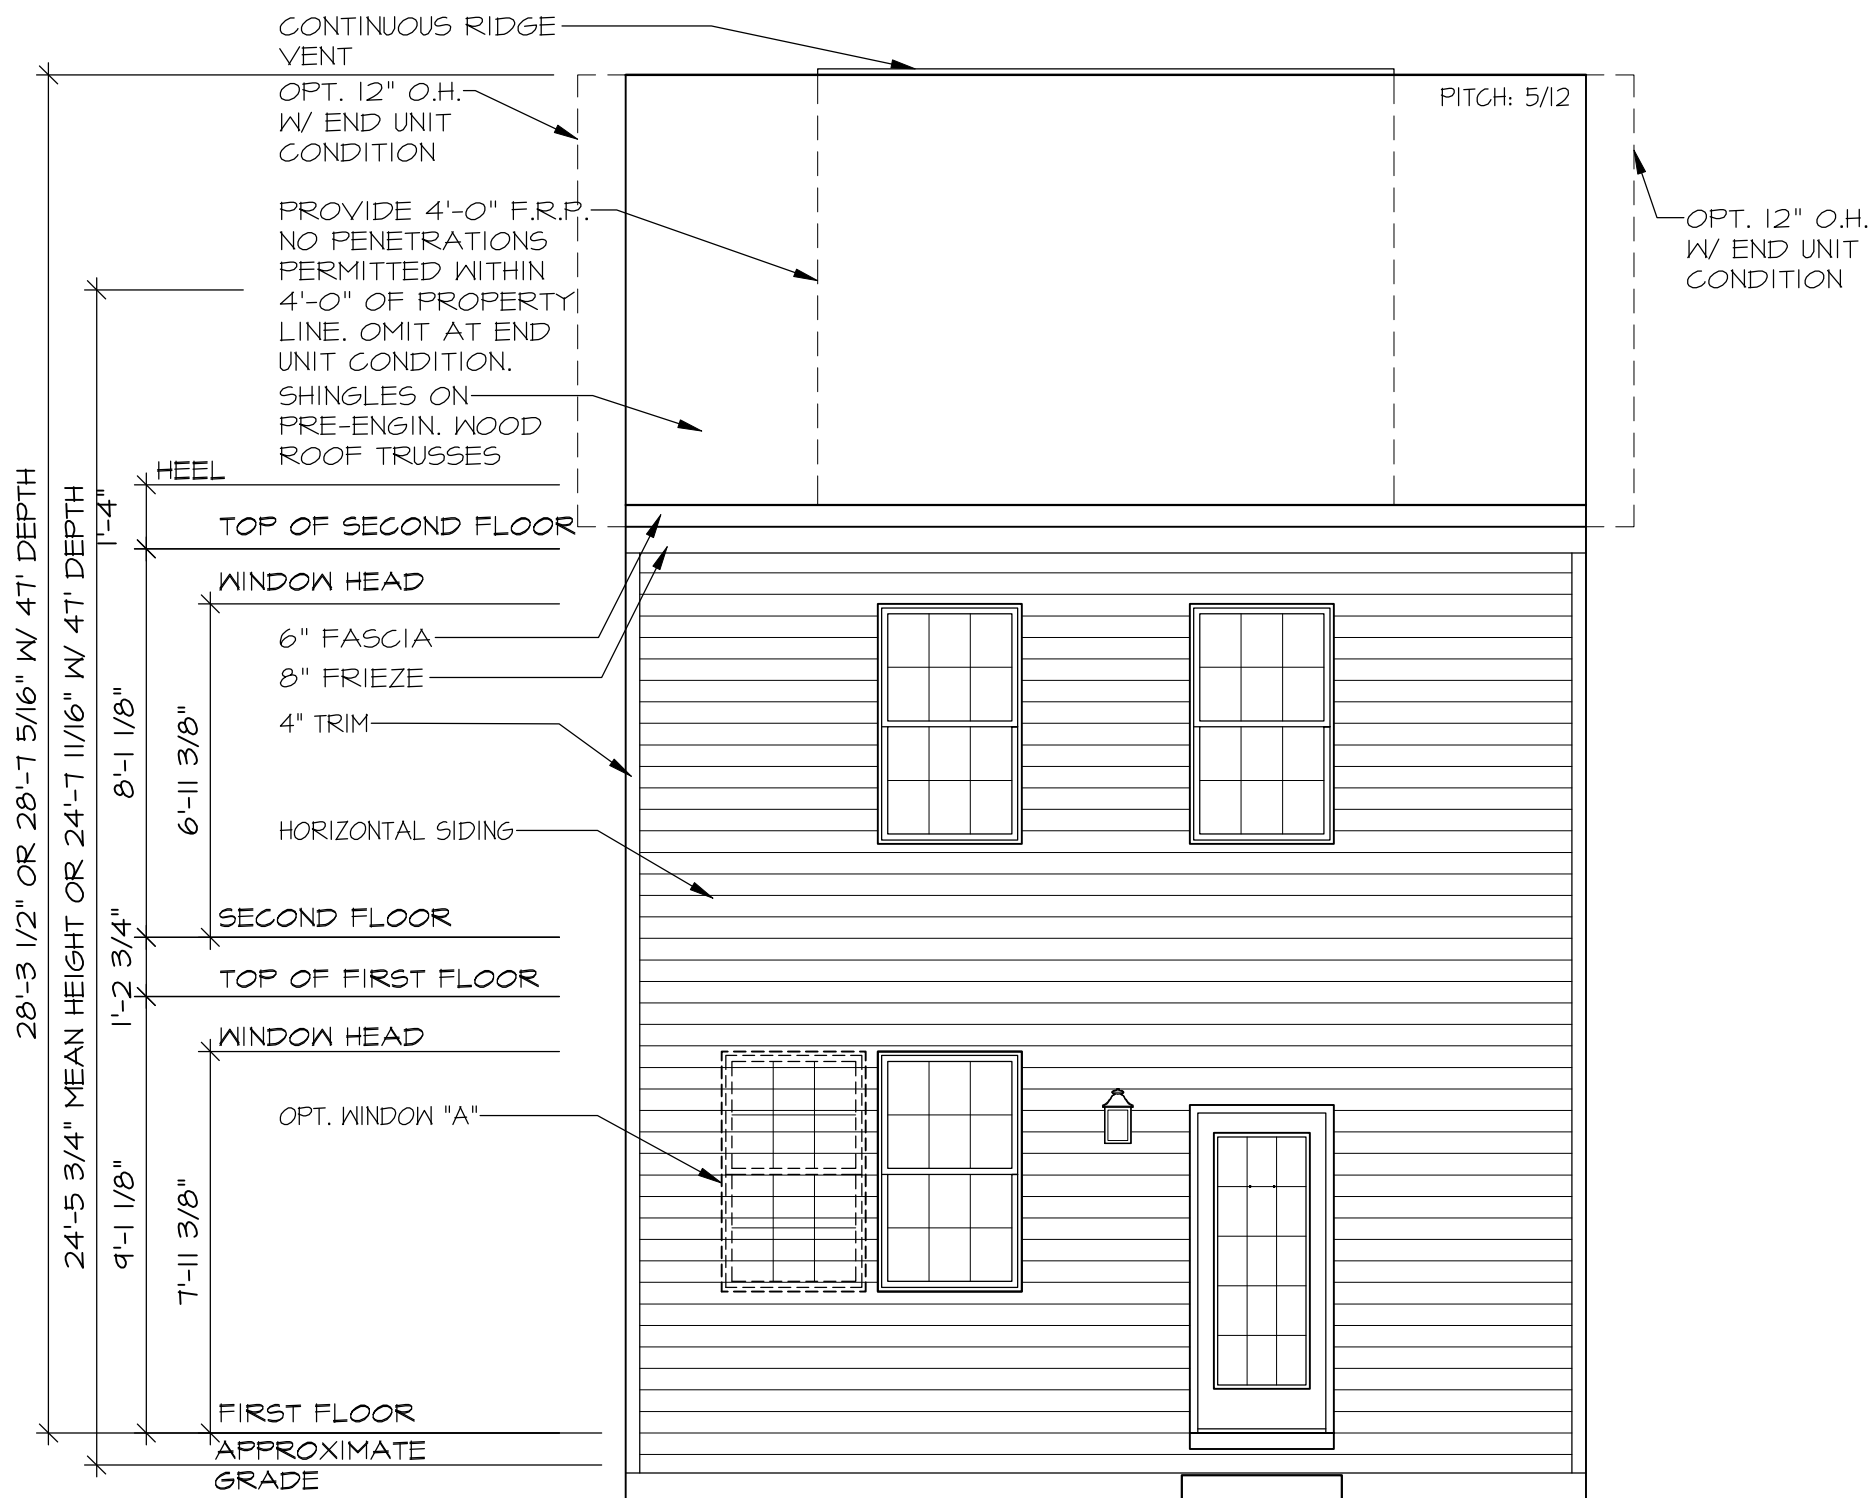 CONTINUOUS RIDGE
VENT
OPT. 12" O.H.
W/ END UNIT
CONDITION
PITCH: 5/12
PROVIDE 4'-0" F.R.P.
NO PENETRATIONS
PERMITTED WITHIN
4'-0" OF PROPERTY
LINE. OMIT AT END
UNIT CONDITION.
OPT. 12" O.H.
W/ END UNIT
CONDITION
SHINGLES ON
PRE-ENGIN. WOOD
ROOF TRUSSES
HEEL
TOP OF SECOND FLOOR
WINDOW HEAD
6" FASCIA
8" FRIEZE
4" TRIM
HORIZONTAL SIDING
SECOND FLOOR
TOP OF FIRST FLOOR
WINDOW HEAD
OPT. WINDOW "A"
FIRST FLOOR
APPROXIMATE
GRADE
28'-3 1/2" OR 28'-7 5/16" W/ 47' DEPTH
24'-5 3/4" MEAN HEIGHT OR 24'-7 11/16" W/ 47' DEPTH
1'-4"
8'-1 1/8"
6'-11 3/8"
1'-2 3/4"
9'-1 1/8"
7'-11 3/8"